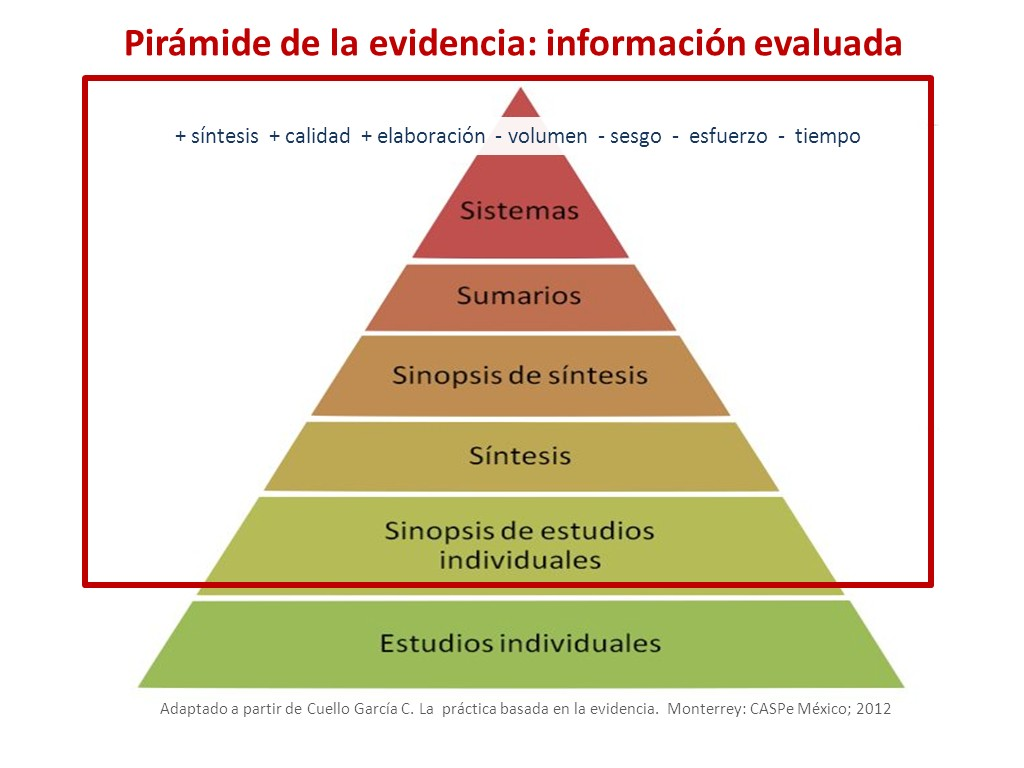 Pirámide de la evidencia: información evaluada
+ síntesis + calidad + elaboración - volumen - sesgo - esfuerzo - tiempo
Sistemas
Sumarios
Sinopsis de síntesis
Síntesis
Sinopsis de estudios
individuales
Estudios individuales
Adaptado a partir de Cuello García C. La práctica basada en la evidencia. Monterrey: CASPe México; 2012